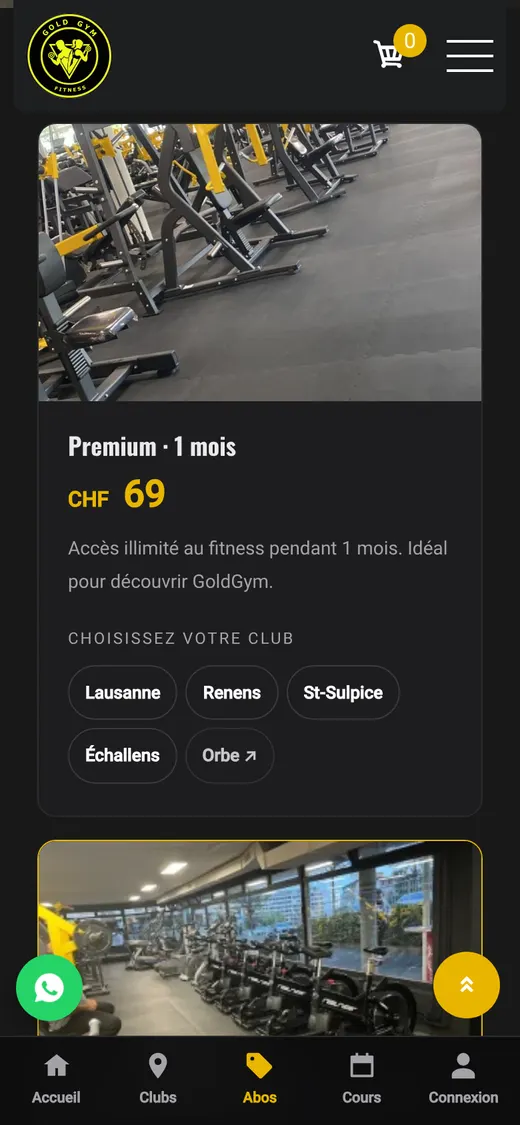 GOLD GYM
FITNESS
0
Premium · 1 mois
CHF 69
Accès illimité au fitness pendant 1 mois. Idéal
pour découvrir GoldGym.
CHOISISSEZ VOTRE CLUB
Lausanne Renens St-Sulpice
Échallens Orbe ↗
Accueil Clubs Abos Cours Connexion